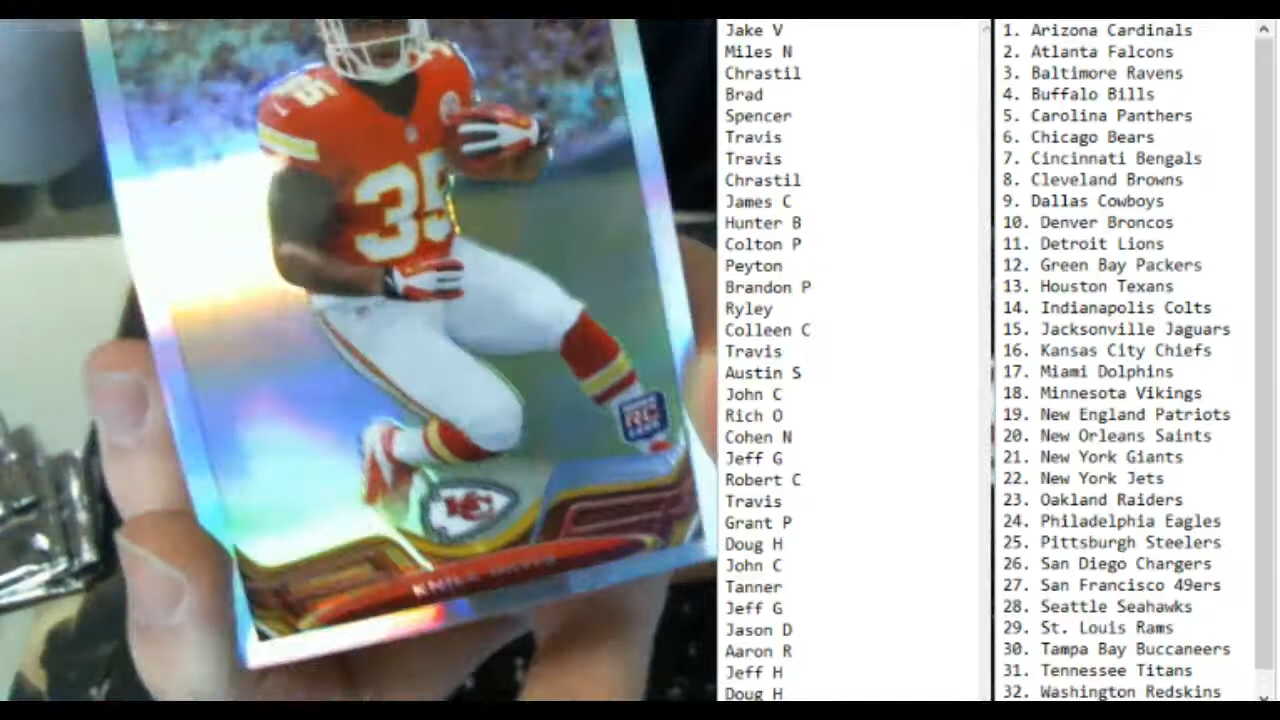 35
35
RC
KC
Jake V
Miles N
Chrastil
Brad
Spencer
Travis
Travis
Chrastil
James C
Hunter B
Colton P
Peyton
Brandon P
Ryley
Colleen C
Travis
Austin S
John C
Rich O
Cohen N
Jeff G
Robert C
Travis
Grant P
Doug H
John C
Tanner
Jeff G
Jason D
Aaron R
Jeff H
Doug H
1. Arizona Cardinals
2. Atlanta Falcons
3. Baltimore Ravens
4. Buffalo Bills
5. Carolina Panthers
6. Chicago Bears
7. Cincinnati Bengals
8. Cleveland Browns
9. Dallas Cowboys
10. Denver Broncos
11. Detroit Lions
12. Green Bay Packers
13. Houston Texans
14. Indianapolis Colts
15. Jacksonville Jaguars
16. Kansas City Chiefs
17. Miami Dolphins
18. Minnesota Vikings
19. New England Patriots
20. New Orleans Saints
21. New York Giants
22. New York Jets
23. Oakland Raiders
24. Philadelphia Eagles
25. Pittsburgh Steelers
26. San Diego Chargers
27. San Francisco 49ers
28. Seattle Seahawks
29. St. Louis Rams
30. Tampa Bay Buccaneers
31. Tennessee Titans
32. Washington Redskins